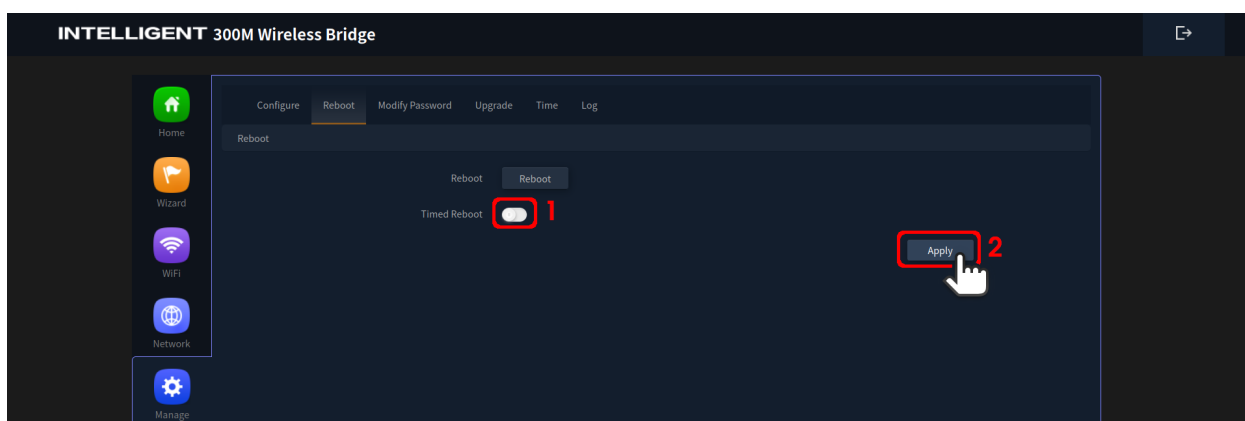 INTELLIGENT 300M Wireless Bridge
Home
Configure Reboot Modify Password Upgrade Time Log
Reboot
Wizard
Reboot Reboot
Timed Reboot 1
WiFi
Apply 2
Network
Manage